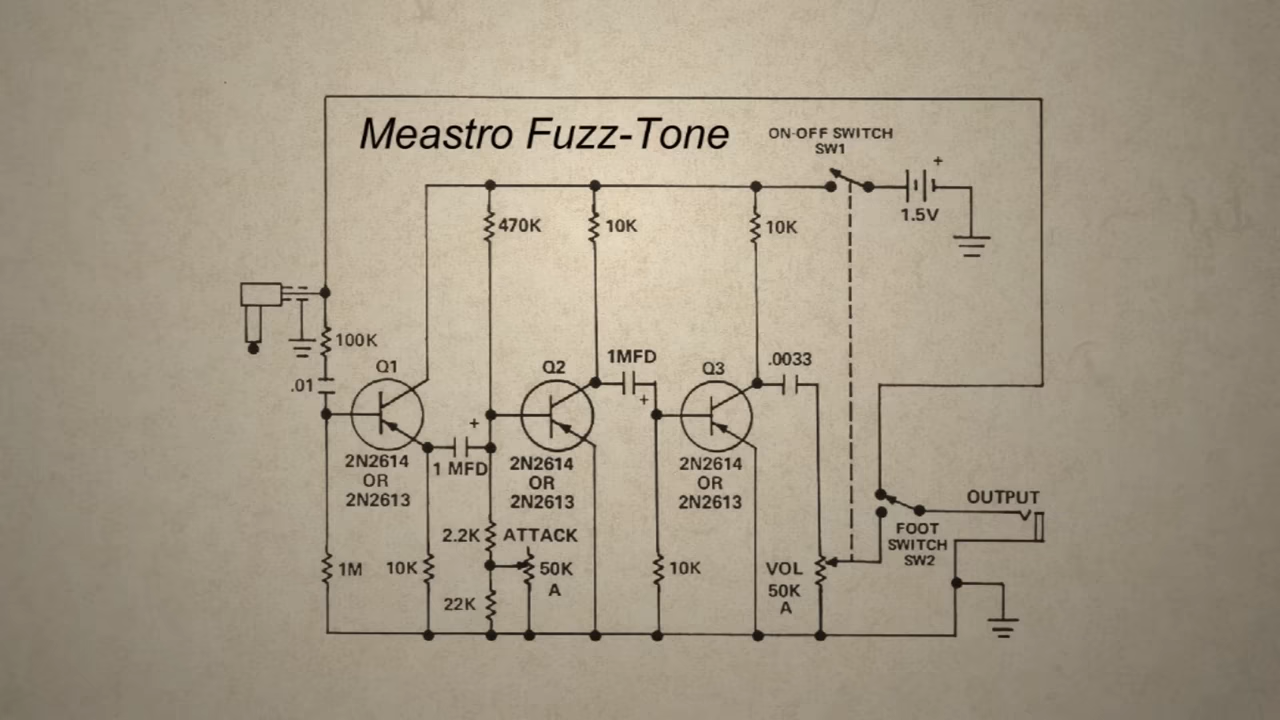 Meastro Fuzz-Tone
ON-OFF SWITCH
SW1
+
1.5V
470K
10K
10K
100K
.01
Q1
Q2
1MFD
+
Q3
.0033
+
1 MFD
2N2614
OR
2N2613
2N2614
OR
2N2613
2N2614
OR
2N2613
OUTPUT
FOOT
SWITCH
SW2
2.2K
ATTACK
50K
A
1M
10K
22K
10K
VOL
50K
A